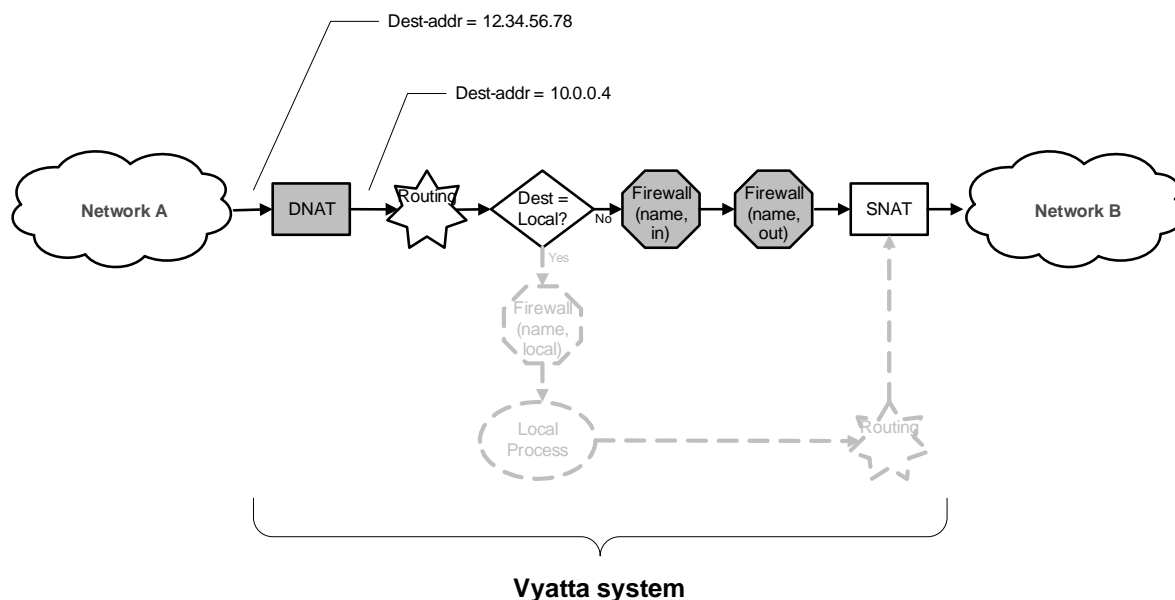 Dest-addr = 12.34.56.78
Dest-addr = 10.0.0.4
Network A
DNAT
Routing
Dest =
Local?
No
Firewall
(name,
in)
Firewall
(name,
out)
SNAT
Network B
Yes
Firewall
(name,
local)
Local
Process
Routing
Vyatta system